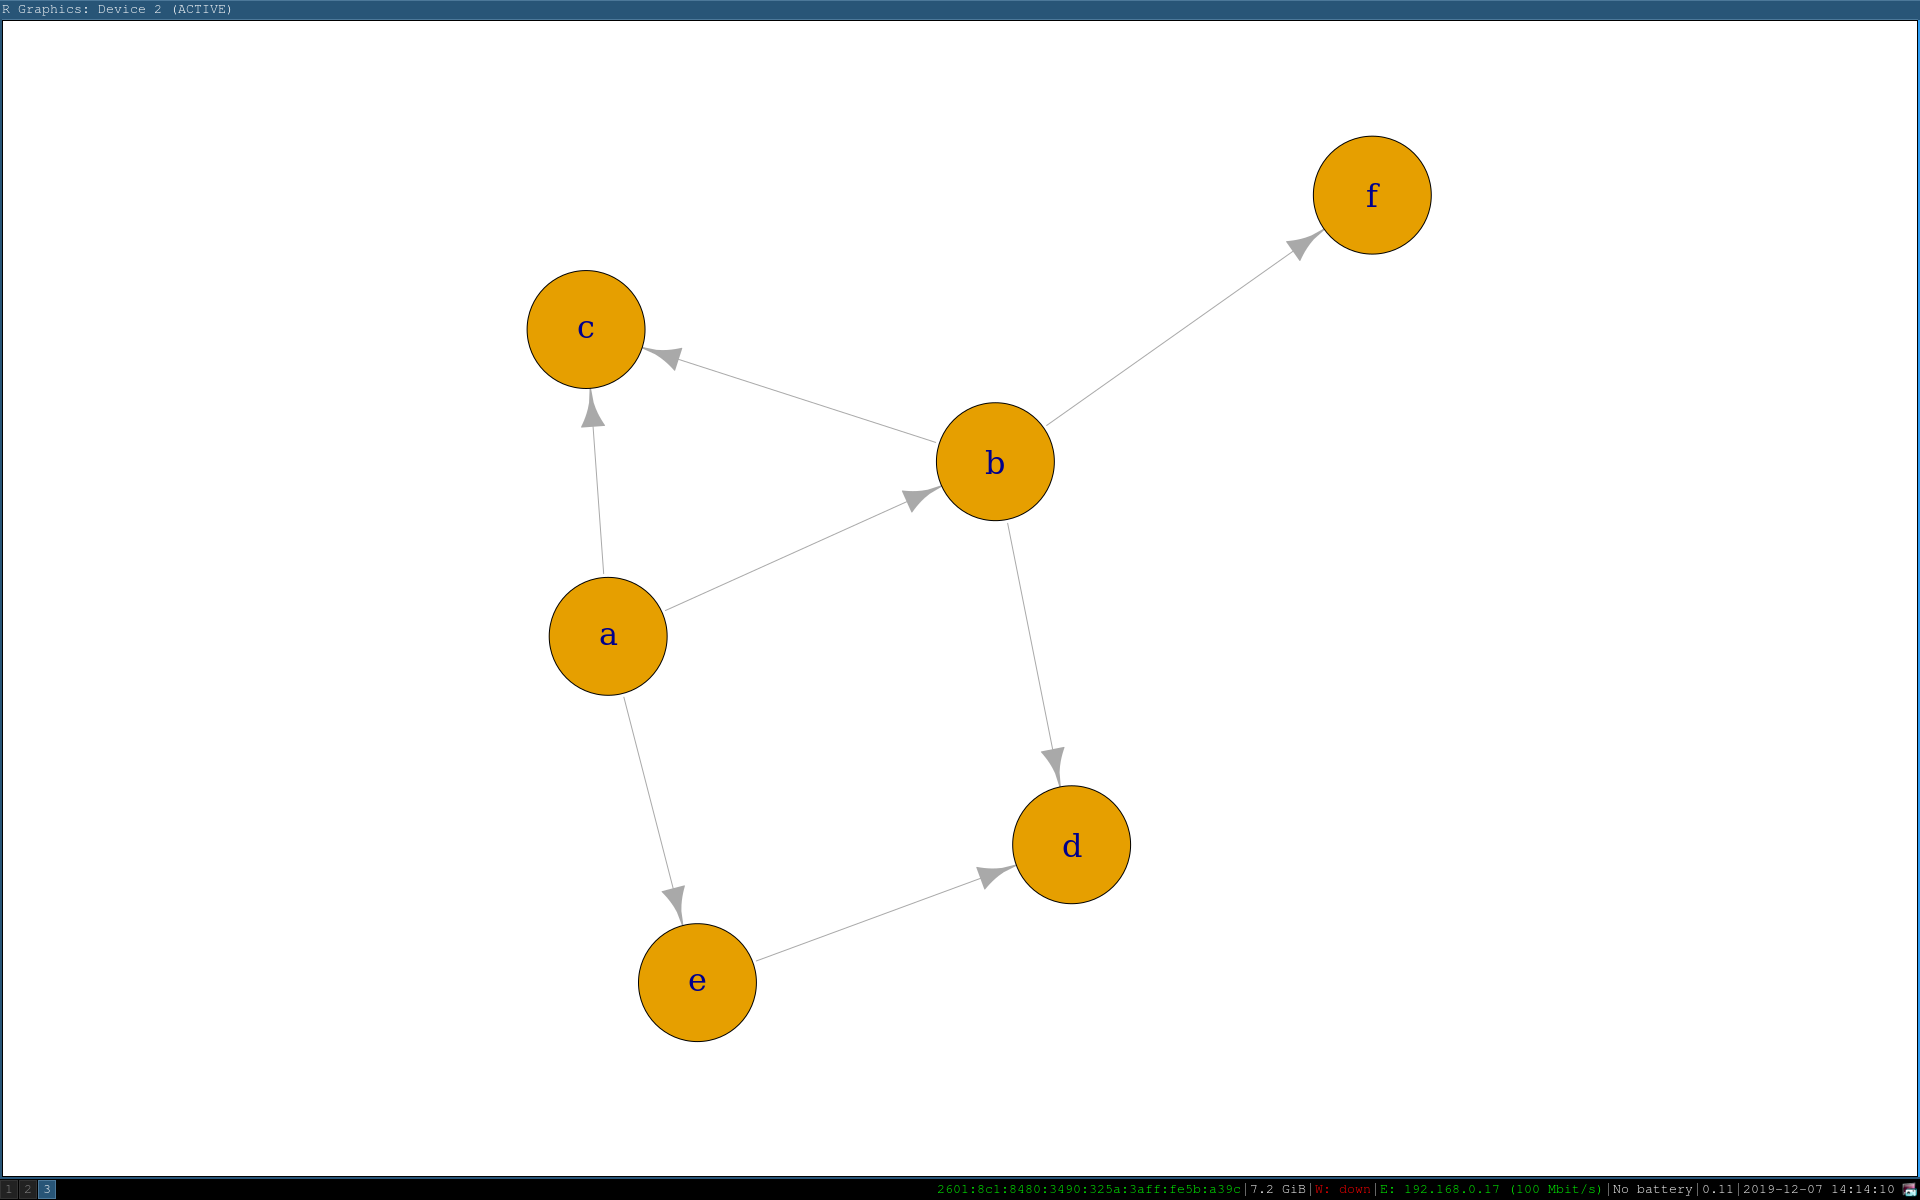 R Graphics: Device 2 (ACTIVE)
f
c
b
a
d
e
1 2 3 2601:8c1:8480:3490:325a:3aff:fe5b:a39c|7.2 GiB|W: down|E: 192.168.0.17 (100 Mbit/s)|No battery|0.11|2019-12-07 14:14:10